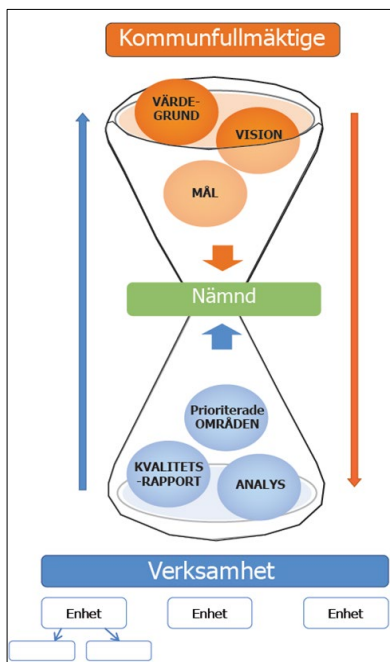 Kommunfullmäktige
VÄRDE-
GRUND
VISION
MÅL
Nämnd
Prioriterade
OMRÅDEN
KVALITETS
-RAPPORT
ANALYS
Verksamhet
Enhet Enhet Enhet